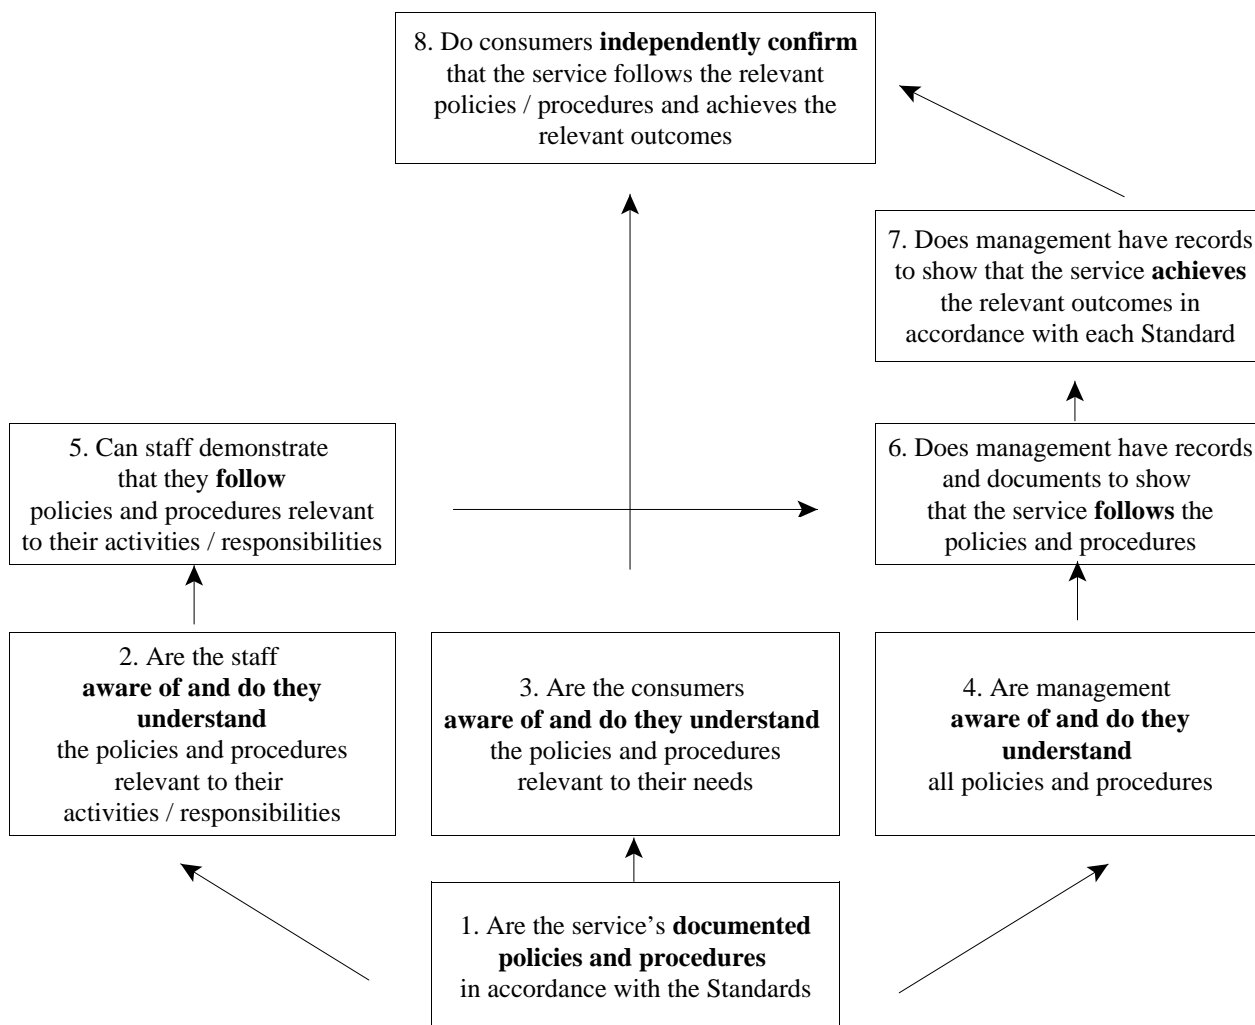 8. Do consumers independently confirm
that the service follows the relevant
policies / procedures and achieves the
relevant outcomes
7. Does management have records
to show that the service achieves
the relevant outcomes in
accordance with each Standard
5. Can staff demonstrate
that they follow
policies and procedures relevant
to their activities / responsibilities
6. Does management have records
and documents to show
that the service follows the
policies and procedures
2. Are the staff
aware of and do they
understand
the policies and procedures
relevant to their
activities / responsibilities
3. Are the consumers
aware of and do they understand
the policies and procedures
relevant to their needs
4. Are management
aware of and do they
understand
all policies and procedures
1. Are the service’s documented
policies and procedures
in accordance with the Standards